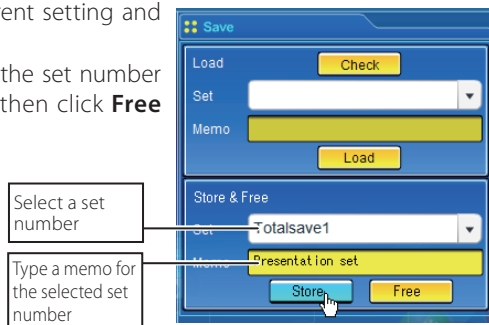 ent setting and
the set number
then click Free
Save
Load Check
Set
Memo
Load
Store & Free
Select a set
number
Set Totalsave1
Type a memo for
the selected set
number
Memo Presentation set
Store Free